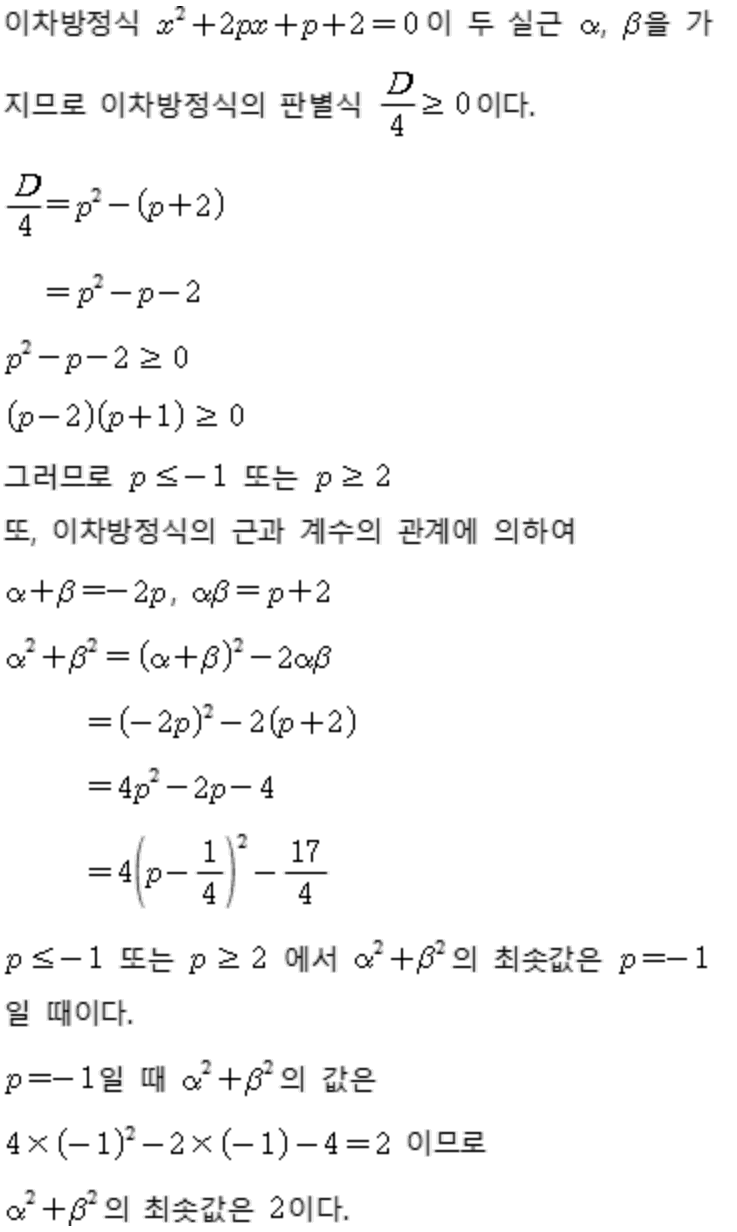 이차방정식 x²+2px+p+2=0이 두 실근 α, β을 가
지므로 이차방정식의 판별식 D/4 ≥ 0이다.
D/4=p²-(p+2)
=p²-p-2
p²-p-2 ≥ 0
(p-2)(p+1) ≥ 0
그러므로 p ≤-1 또는 p ≥ 2
또, 이차방정식의 근과 계수의 관계에 의하여
α+β=-2p, αβ=p+2
α²+β²=(α+β)²-2αβ
=(-2p)²-2(p+2)
=4p²-2p-4
=4(p-1/4)²-17/4
p ≤-1 또는 p ≥ 2 에서 α²+β²의 최솟값은 p=-1
일 때이다.
p=-1일 때 α²+β²의 값은
4×(-1)²-2×(-1)-4=2 이므로
α²+β²의 최솟값은 2이다.